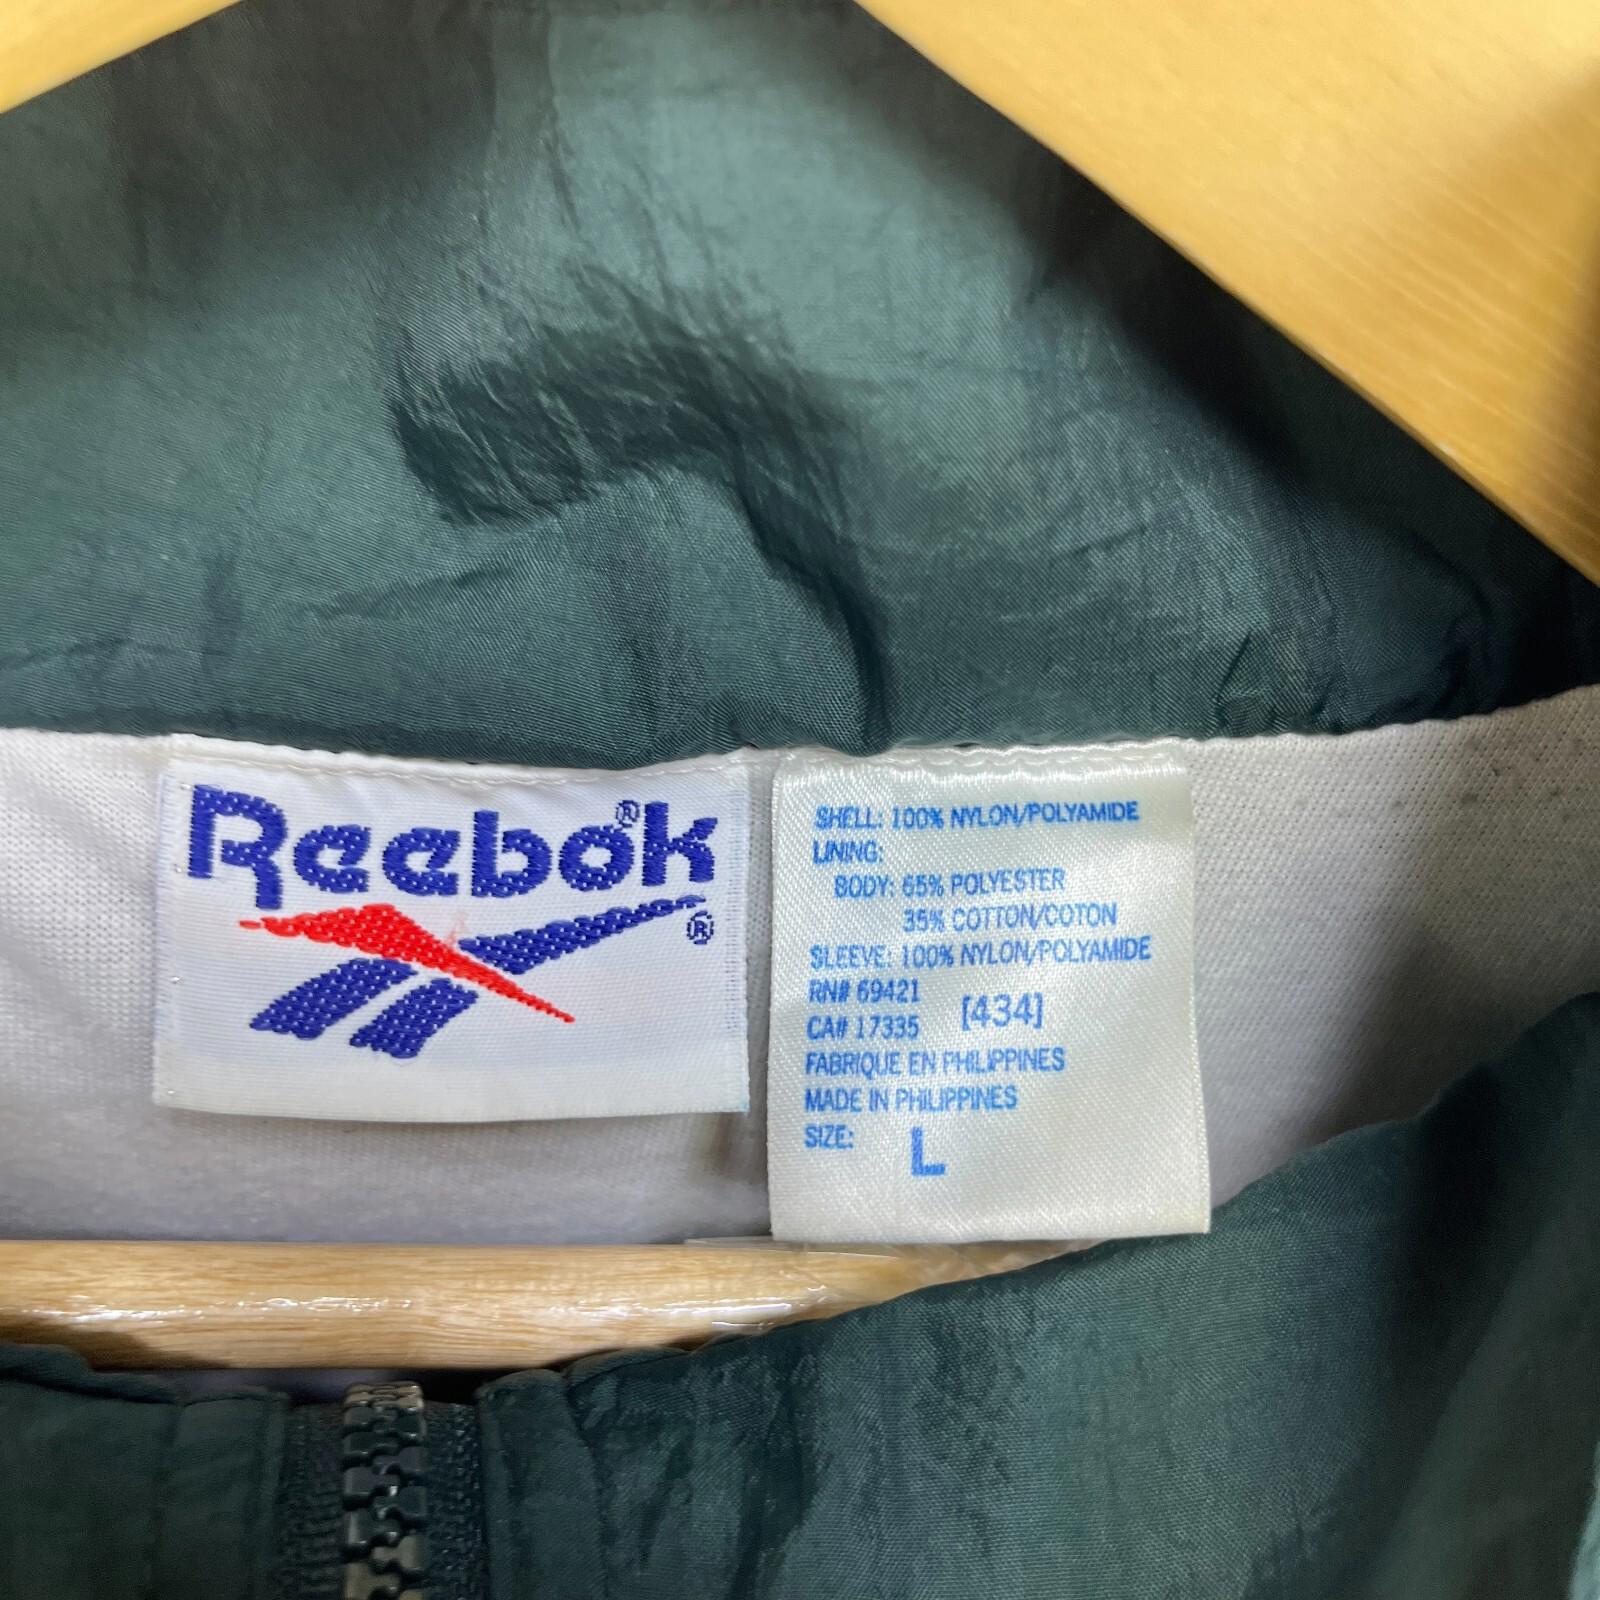 Reebok®
®
SHELL: 100% NYLON/POLYAMIDE
LINING:
BODY: 65% POLYESTER
35% COTTON/COTON
SLEEVE: 100% NYLON/POLYAMIDE
RN# 69421
CA# 17335 [434]
FABRIQUE EN PHILIPPINES
MADE IN PHILIPPINES
SIZE: L